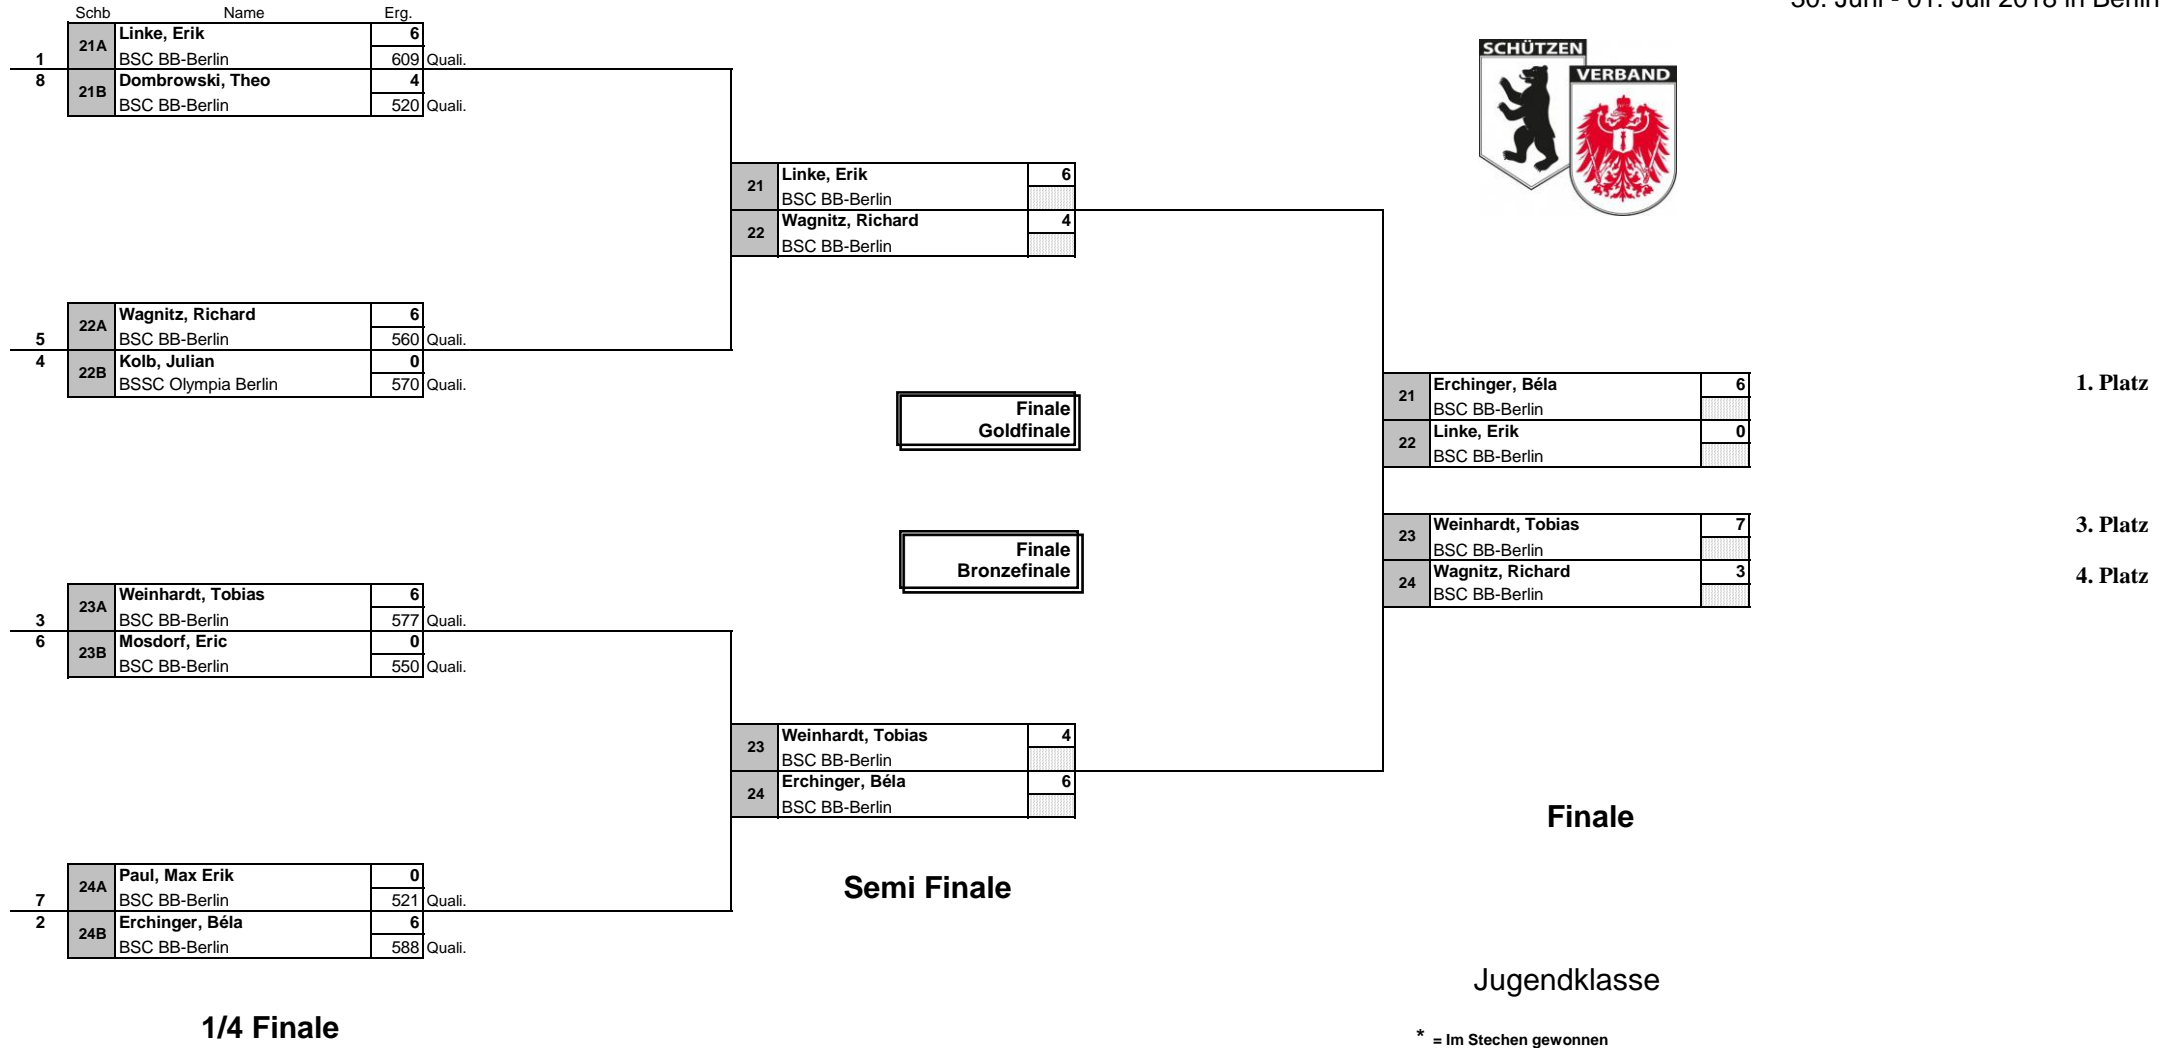 30. Juni - 01. Juli 2018 in Berlin
Schb Name Erg.
21A Linke, Erik 6
1 BSC BB-Berlin 609 Quali.
8 21B Dombrowski, Theo 4
BSC BB-Berlin 520 Quali.
SCHÜTZEN
VERBAND
21 Linke, Erik 6
BSC BB-Berlin
22 Wagnitz, Richard 4
BSC BB-Berlin
22A Wagnitz, Richard 6
5 BSC BB-Berlin 560 Quali.
4 22B Kolb, Julian 0
BSSC Olympia Berlin 570 Quali.
Finale
Goldfinale
21 Erchinger, Béla 6 1. Platz
BSC BB-Berlin
22 Linke, Erik 0
BSC BB-Berlin
Finale
Bronzefinale
23 Weinhardt, Tobias 7 3. Platz
BSC BB-Berlin
24 Wagnitz, Richard 3 4. Platz
BSC BB-Berlin
23A Weinhardt, Tobias 6
3 BSC BB-Berlin 577 Quali.
6 23B Mosdorf, Eric 0
BSC BB-Berlin 550 Quali.
23 Weinhardt, Tobias 4
BSC BB-Berlin
24 Erchinger, Béla 6
BSC BB-Berlin
Finale
24A Paul, Max Erik 0
7 BSC BB-Berlin 521 Quali.
2 24B Erchinger, Béla 6
BSC BB-Berlin 588 Quali.
Semi Finale
Jugendklasse
1/4 Finale
* = Im Stechen gewonnen